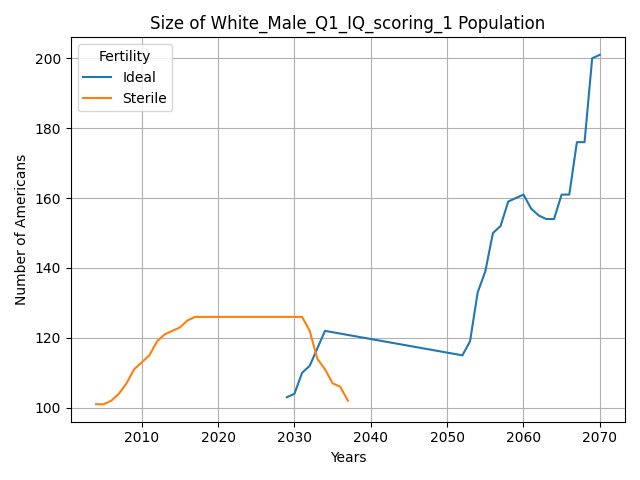 Size of White_Male_Q1_IQ_scoring_1 Population
Fertility
Ideal
Sterile
Number of Americans
200
180
160
140
120
100
2010 2020 2030 2040 2050 2060 2070
Years